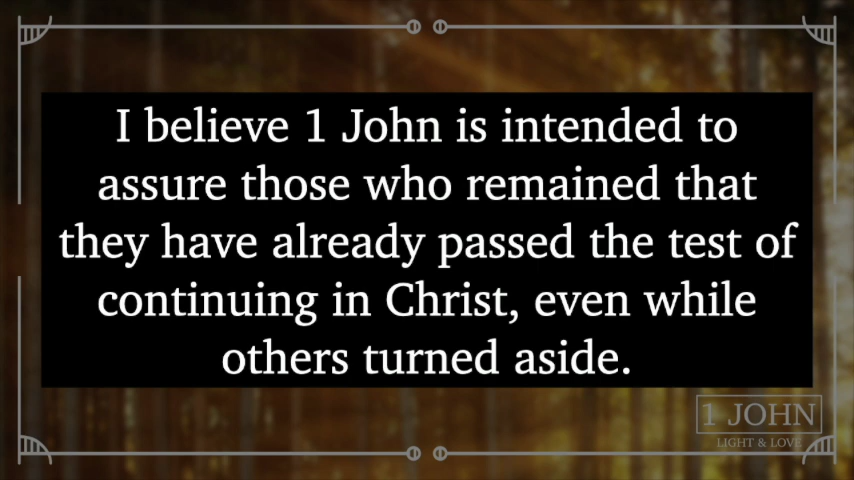 I believe 1 John is intended to
assure those who remained that
they have already passed the test of
continuing in Christ, even while
others turned aside.
1 JOHN
LIGHT & LOVE